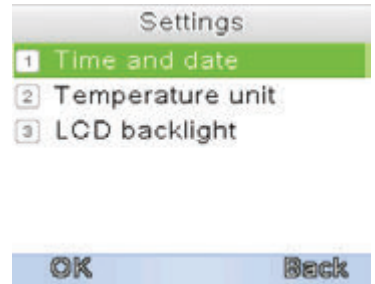 Settings
1 Time and date
2 Temperature unit
3 LCD backlight
OK Back